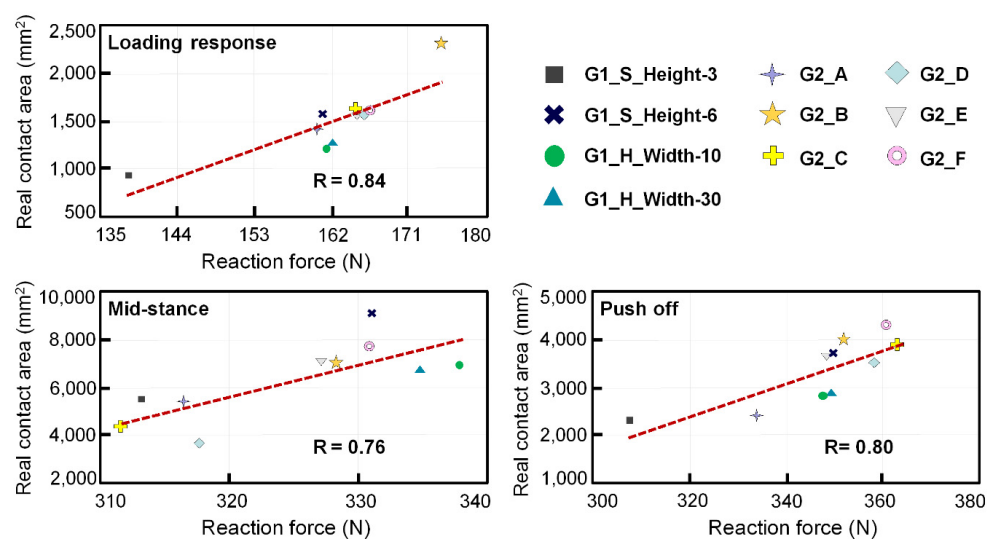 Loading response
Real contact area (mm²)
2,500
2,000
1,500
1,000
500
R = 0.84
135 144 153 162 171 180
Reaction force (N)
G1_S_Height-3
G1_S_Height-6
G1_H_Width-10
G1_H_Width-30
G2_A
G2_B
G2_C
G2_D
G2_E
G2_F
Mid-stance
Real contact area (mm²)
10,000
8,000
6,000
4,000
2,000
R = 0.76
310 320 330 340
Reaction force (N)
Push off
Real contact area (mm²)
5,000
4,000
3,000
2,000
1,000
R= 0.80
300 320 340 360 380
Reaction force (N)